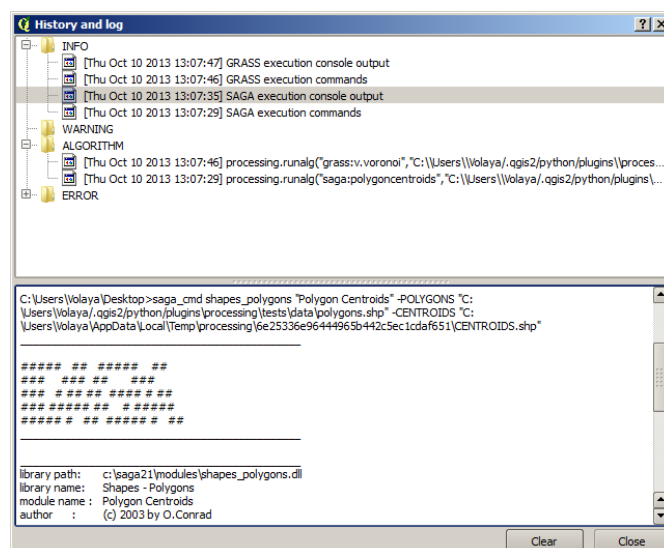 History and log
INFO
[Thu Oct 10 2013 13:07:47] GRASS execution console output
[Thu Oct 10 2013 13:07:46] GRASS execution commands
[Thu Oct 10 2013 13:07:35] SAGA execution console output
[Thu Oct 10 2013 13:07:29] SAGA execution commands
WARNING
ALGORITHM
[Thu Oct 10 2013 13:07:46] processing.runalg("grass:v.voronoi","C:\\Users\\Volaya/.qgis2/python/plugins\\proces...
[Thu Oct 10 2013 13:07:29] processing.runalg("saga:polygoncentroids","C:\\Users\\Volaya/.qgis2/python/plugins\...
ERROR
C:\Users\Volaya\Desktop>saga_cmd shapes_polygons "Polygon Centroids" -POLYGONS "C:
\Users\Volaya/.qgis2/python/plugins\processing\tests\data\polygons.shp" -CENTROIDS "C:
\Users\Volaya\AppData\Local\Temp\processing\6e25336e96444965b442c5ec1cdaf651\CENTROIDS.shp"
_____________________________________________
##### ## ##### ##
### ### ## ###
### # ## ## #### # ##
### ##### ## # #####
##### # ## ##### # ##
_____________________________________________
_____________________________________________
library path: c:\saga21\modules\shapes_polygons.dll
library name: Shapes - Polygons
module name : Polygon Centroids
author : (c) 2003 by O.Conrad
Clear Close